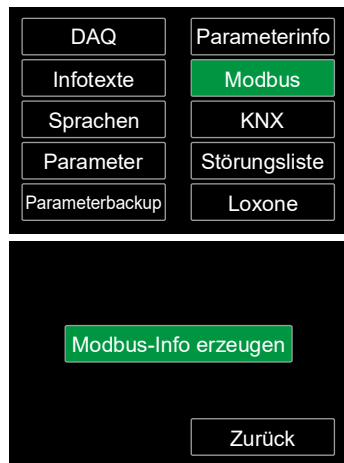 DAQ
Parameterinfo
Infotexte
Modbus
Sprachen
KNX
Parameter
Störungsliste
Parameterbackup
Loxone
Modbus-Info erzeugen
Zurück